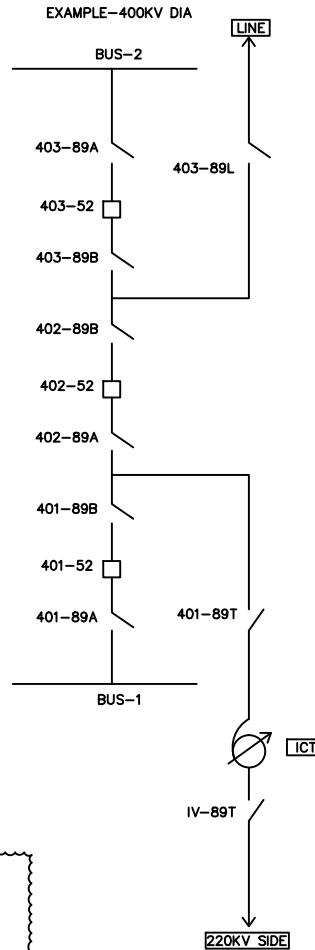 EXAMPLE-400KV DIA
LINE
BUS-2
403-89A
403-89L
403-52
403-89B
402-89B
402-52
402-89A
401-89B
401-52
401-89A
401-89T
BUS-1
ICT
IV-89T
220KV SIDE